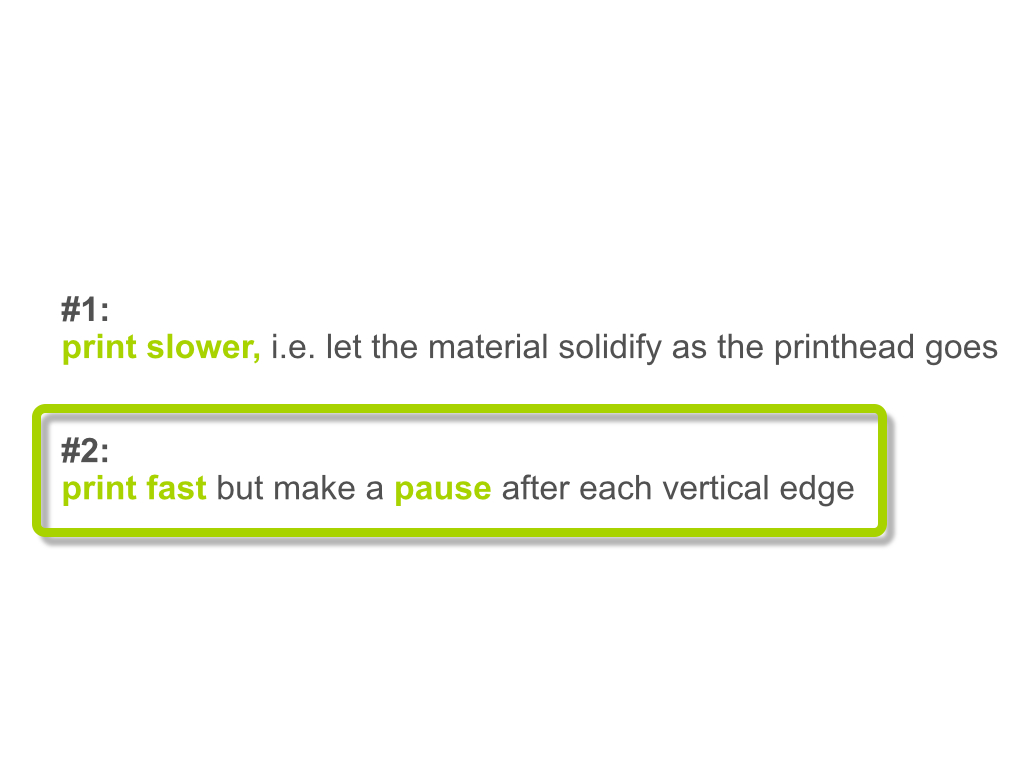 #1:
print slower, i.e. let the material solidify as the printhead goes
#2:
print fast but make a pause after each vertical edge